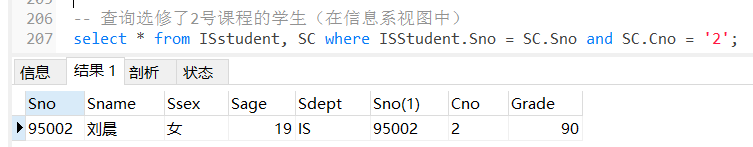 206 -- 查询选修了2号课程的学生（在信息系视图中）
207 select * from ISstudent, SC where ISStudent.Sno = SC.Sno and SC.Cno = '2';
信息 结果 1 剖析 状态
Sno Sname Ssex Sage Sdept Sno(1) Cno Grade
95002 刘晨 女 19 IS 95002 2 90